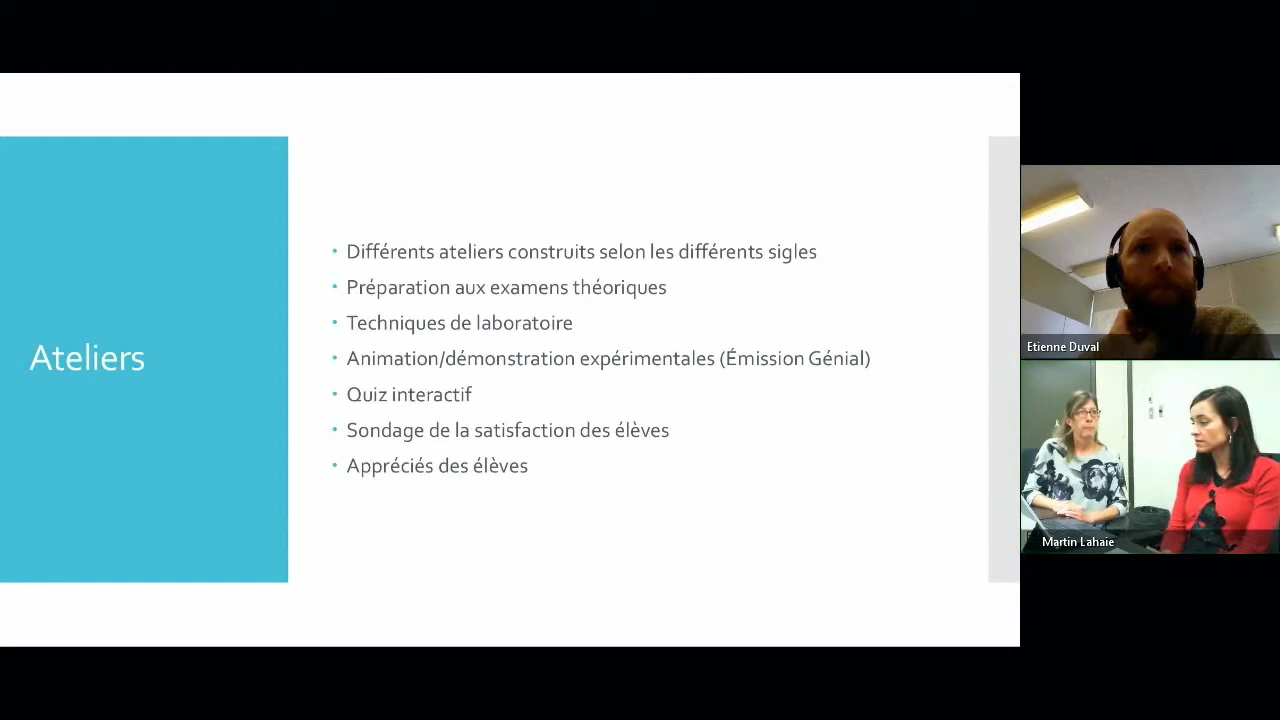 Ateliers
Différents ateliers construits selon les différents sigles
Préparation aux examens théoriques
Techniques de laboratoire
Animation/démonstration expérimentales (Émission Génial)
Quiz interactif
Sondage de la satisfaction des élèves
Appréciés des élèves
Etienne Duval
Martin Lahaie